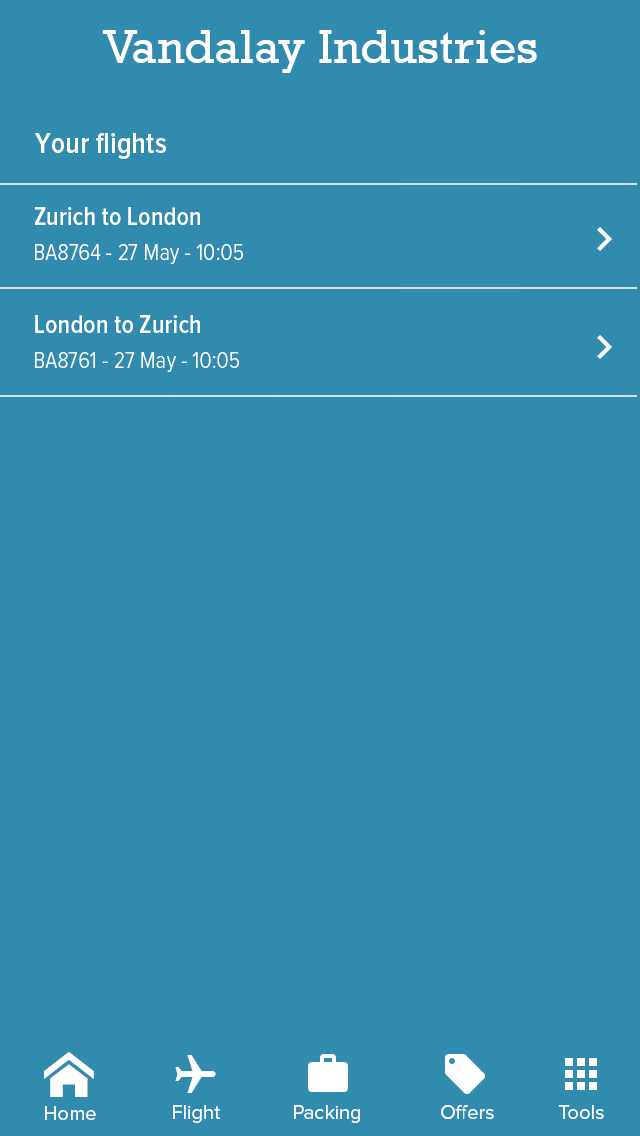 Vandalay Industries
Your flights
Zurich to London
BA8764 - 27 May - 10:05
London to Zurich
BA8761 - 27 May - 10:05
Home Flight Packing Offers Tools